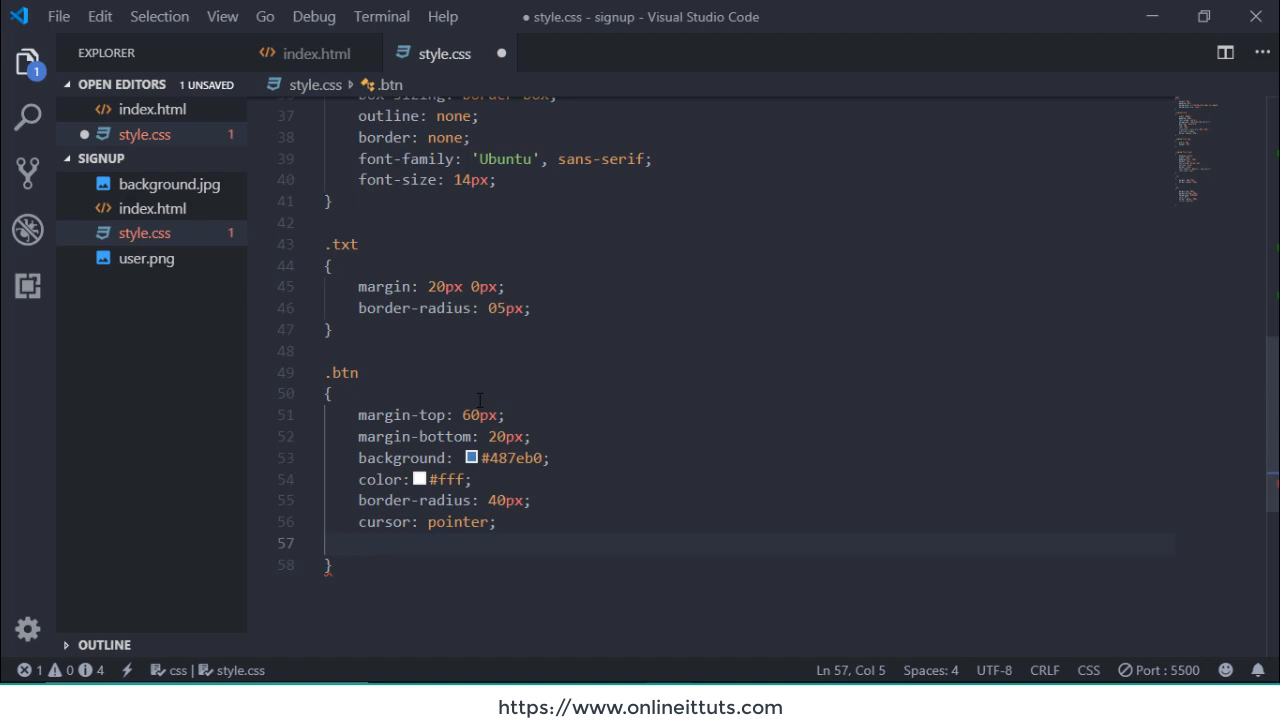 File Edit Selection View Go Debug Terminal Help
● style.css - signup - Visual Studio Code
EXPLORER
index.html
style.css
OPEN EDITORS 1 UNSAVED
style.css
.btn
index.html
style.css 1
SIGNUP
background.jpg
index.html
style.css 1
user.png
1
box-sizing: border-box;
37 outline: none;
38 border: none;
39 font-family: 'Ubuntu', sans-serif;
40 font-size: 14px;
41 }
42
43 .txt
44 {
45 margin: 20px 0px;
46 border-radius: 05px;
47 }
48
49 .btn
50 {
51 margin-top: 60px;
52 margin-bottom: 20px;
53 background: #487eb0;
54 color: #fff;
55 border-radius: 40px;
56 cursor: pointer;
57
58 }
OUTLINE
1 0 4 css | style.css
Ln 57, Col 5 Spaces: 4 UTF-8 CRLF CSS Port : 5500
https://www.onlineittuts.com